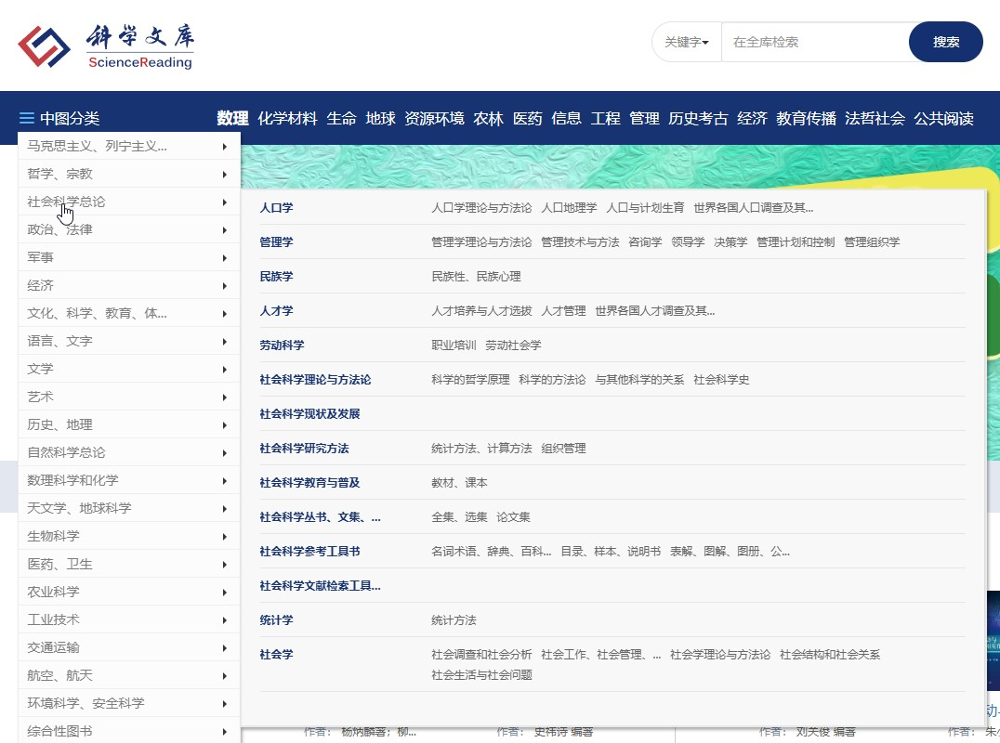 科学文库
ScienceReading
关键字 在全库检索 搜索
中图分类 数理 化学材料 生命 地球 资源环境 农林 医药 信息 工程 管理 历史考古 经济 教育传播 法哲社会 公共阅读
马克思主义、列宁主义...
哲学、宗教
社会科学总论
政治、法律
军事
经济
文化、科学、教育、体...
语言、文字
文学
艺术
历史、地理
自然科学总论
数理科学和化学
天文学、地球科学
生物科学
医药、卫生
农业科学
工业技术
交通运输
航空、航天
环境科学、安全科学
综合性图书
人口学 人口学理论与方法论 人口地理学 人口与计划生育 世界各国人口调查及其...
管理学 管理学理论与方法论 管理技术与方法 咨询学 领导学 决策学 管理计划和控制 管理组织学
民族学 民族性、民族心理
人才学 人才培养与人才选拔 人才管理 世界各国人才调查及其...
劳动科学 职业培训 劳动社会学
社会科学理论与方法论 科学的哲学原理 科学的方法论 与其他科学的关系 社会科学史
社会科学现状及发展
社会科学研究方法 统计方法、计算方法 组织管理
社会科学教育与普及 教材、课本
社会科学丛书、文集、... 全集、选集 论文集
社会科学参考工具书 名词术语、辞典、百科... 目录、样本、说明书 表解、图解、图册、公...
社会科学文献检索工具...
统计学 统计方法
社会学 社会调查和社会分析 社会工作、社会管理、... 社会学理论与方法论 社会结构和社会关系
社会生活与社会问题
作者： 杨炳麟著；柳... 作者： 史祎诗 编著 作者： 刘天俊 编著 作者：